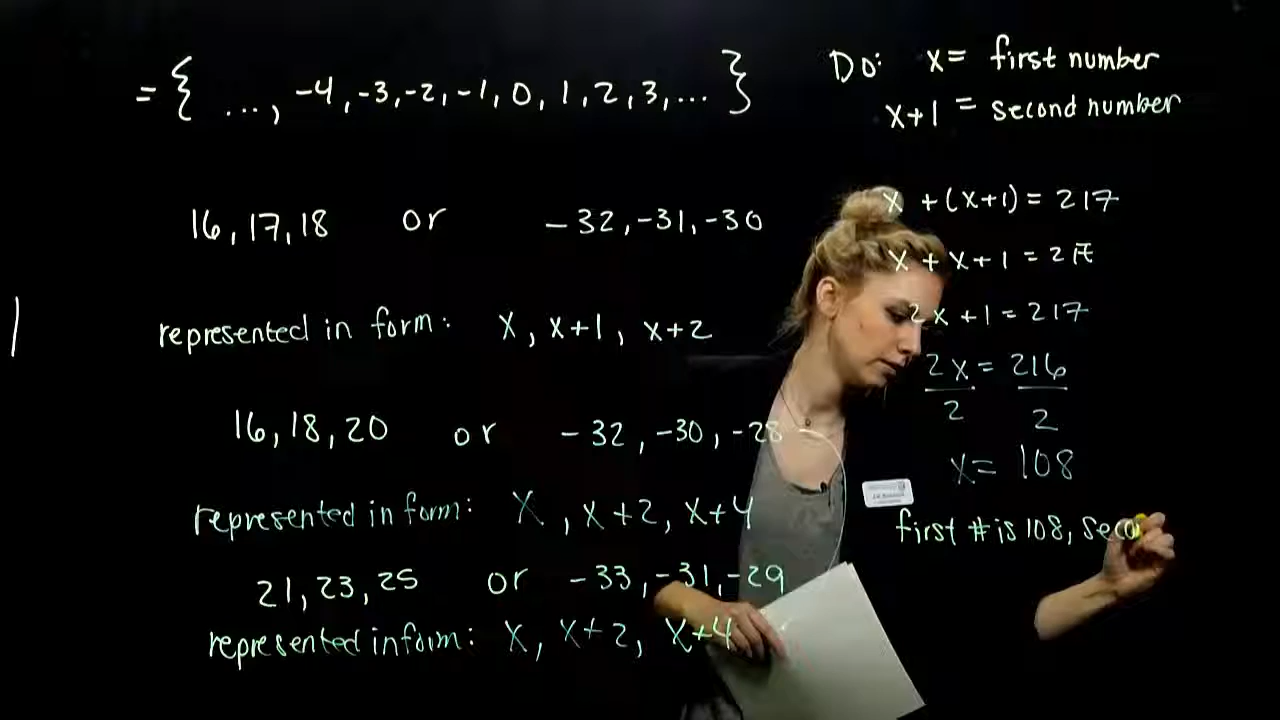 = { ..., -4, -3, -2, -1, 0, 1, 2, 3, ... }
16, 17, 18 or -32, -31, -30
represented in form: x, x+1, x+2
16, 18, 20 or -32, -30, -28
represented in form: x, x+2, x+4
21, 23, 25 or -33, -31, -29
represented in form: x, x+2, x+4
Do: x = first number
x+1 = second number
x + (x+1) = 217
x + x + 1 = 217
2x + 1 = 217
2x = 216
2 2
x = 108
first # is 108, seco